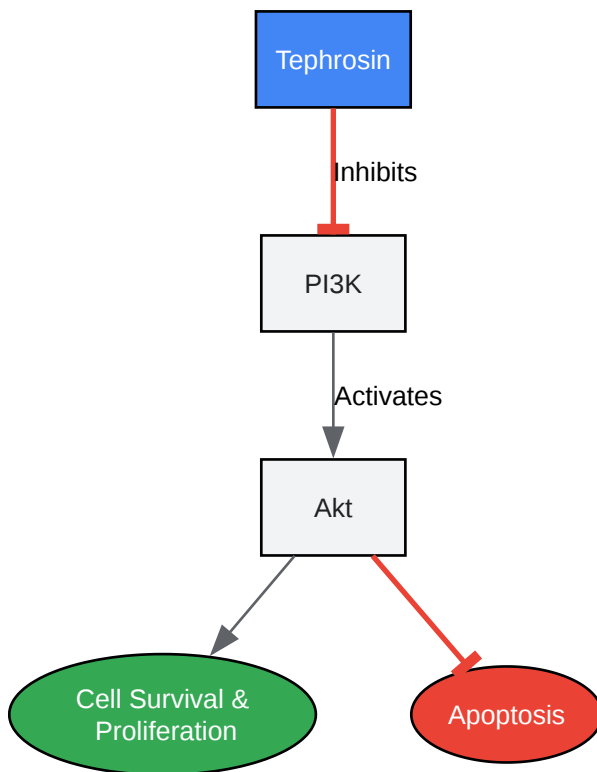 Tephrosin
Inhibits
PI3K
Activates
Akt
Cell Survival &
Proliferation
Apoptosis